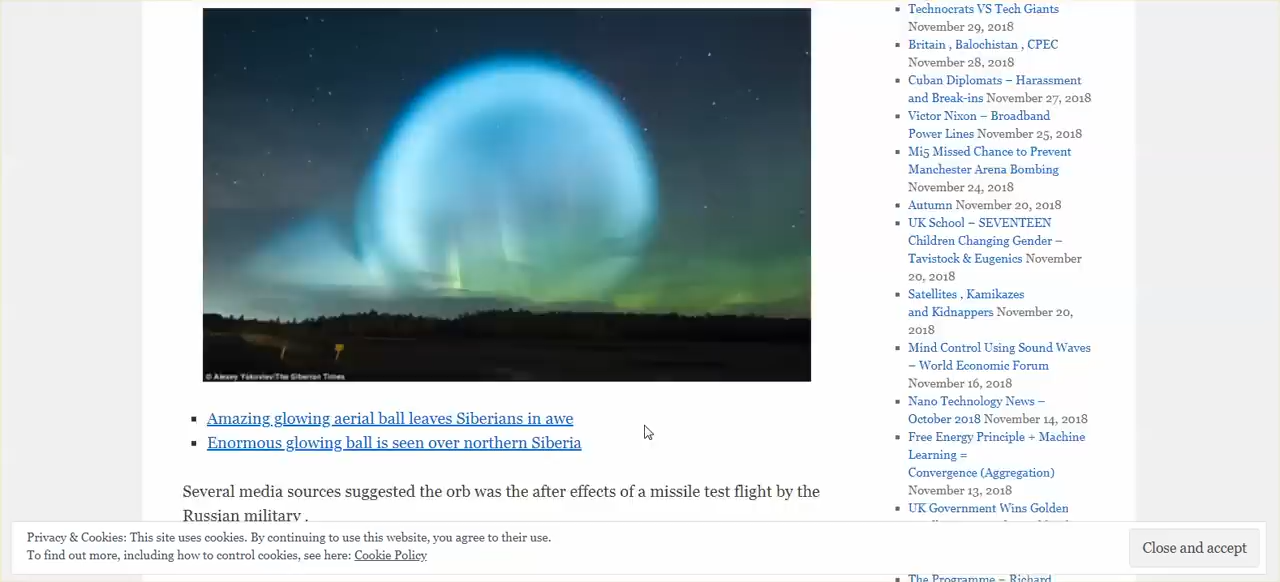 © Alexey Yakovlev/The Siberian Times
Amazing glowing aerial ball leaves Siberians in awe
Enormous glowing ball is seen over northern Siberia
Several media sources suggested the orb was the after effects of a missile test flight by the
Russian military .
Technocrats VS Tech Giants
November 29, 2018
Britain , Balochistan , CPEC
November 28, 2018
Cuban Diplomats – Harassment
and Break-ins November 27, 2018
Victor Nixon – Broadband
Power Lines November 25, 2018
Mi5 Missed Chance to Prevent
Manchester Arena Bombing
November 24, 2018
Autumn November 20, 2018
UK School – SEVENTEEN
Children Changing Gender –
Tavistock & Eugenics November
20, 2018
Satellites , Kamikazes
and Kidnappers November 20,
2018
Mind Control Using Sound Waves
– World Economic Forum
November 16, 2018
Nano Technology News –
October 2018 November 14, 2018
Free Energy Principle + Machine
Learning =
Convergence (Aggregation)
November 13, 2018
UK Government Wins Golden
Privacy & Cookies: This site uses cookies. By continuing to use this website, you agree to their use.
To find out more, including how to control cookies, see here: Cookie Policy
Close and accept
The Programme – Richard